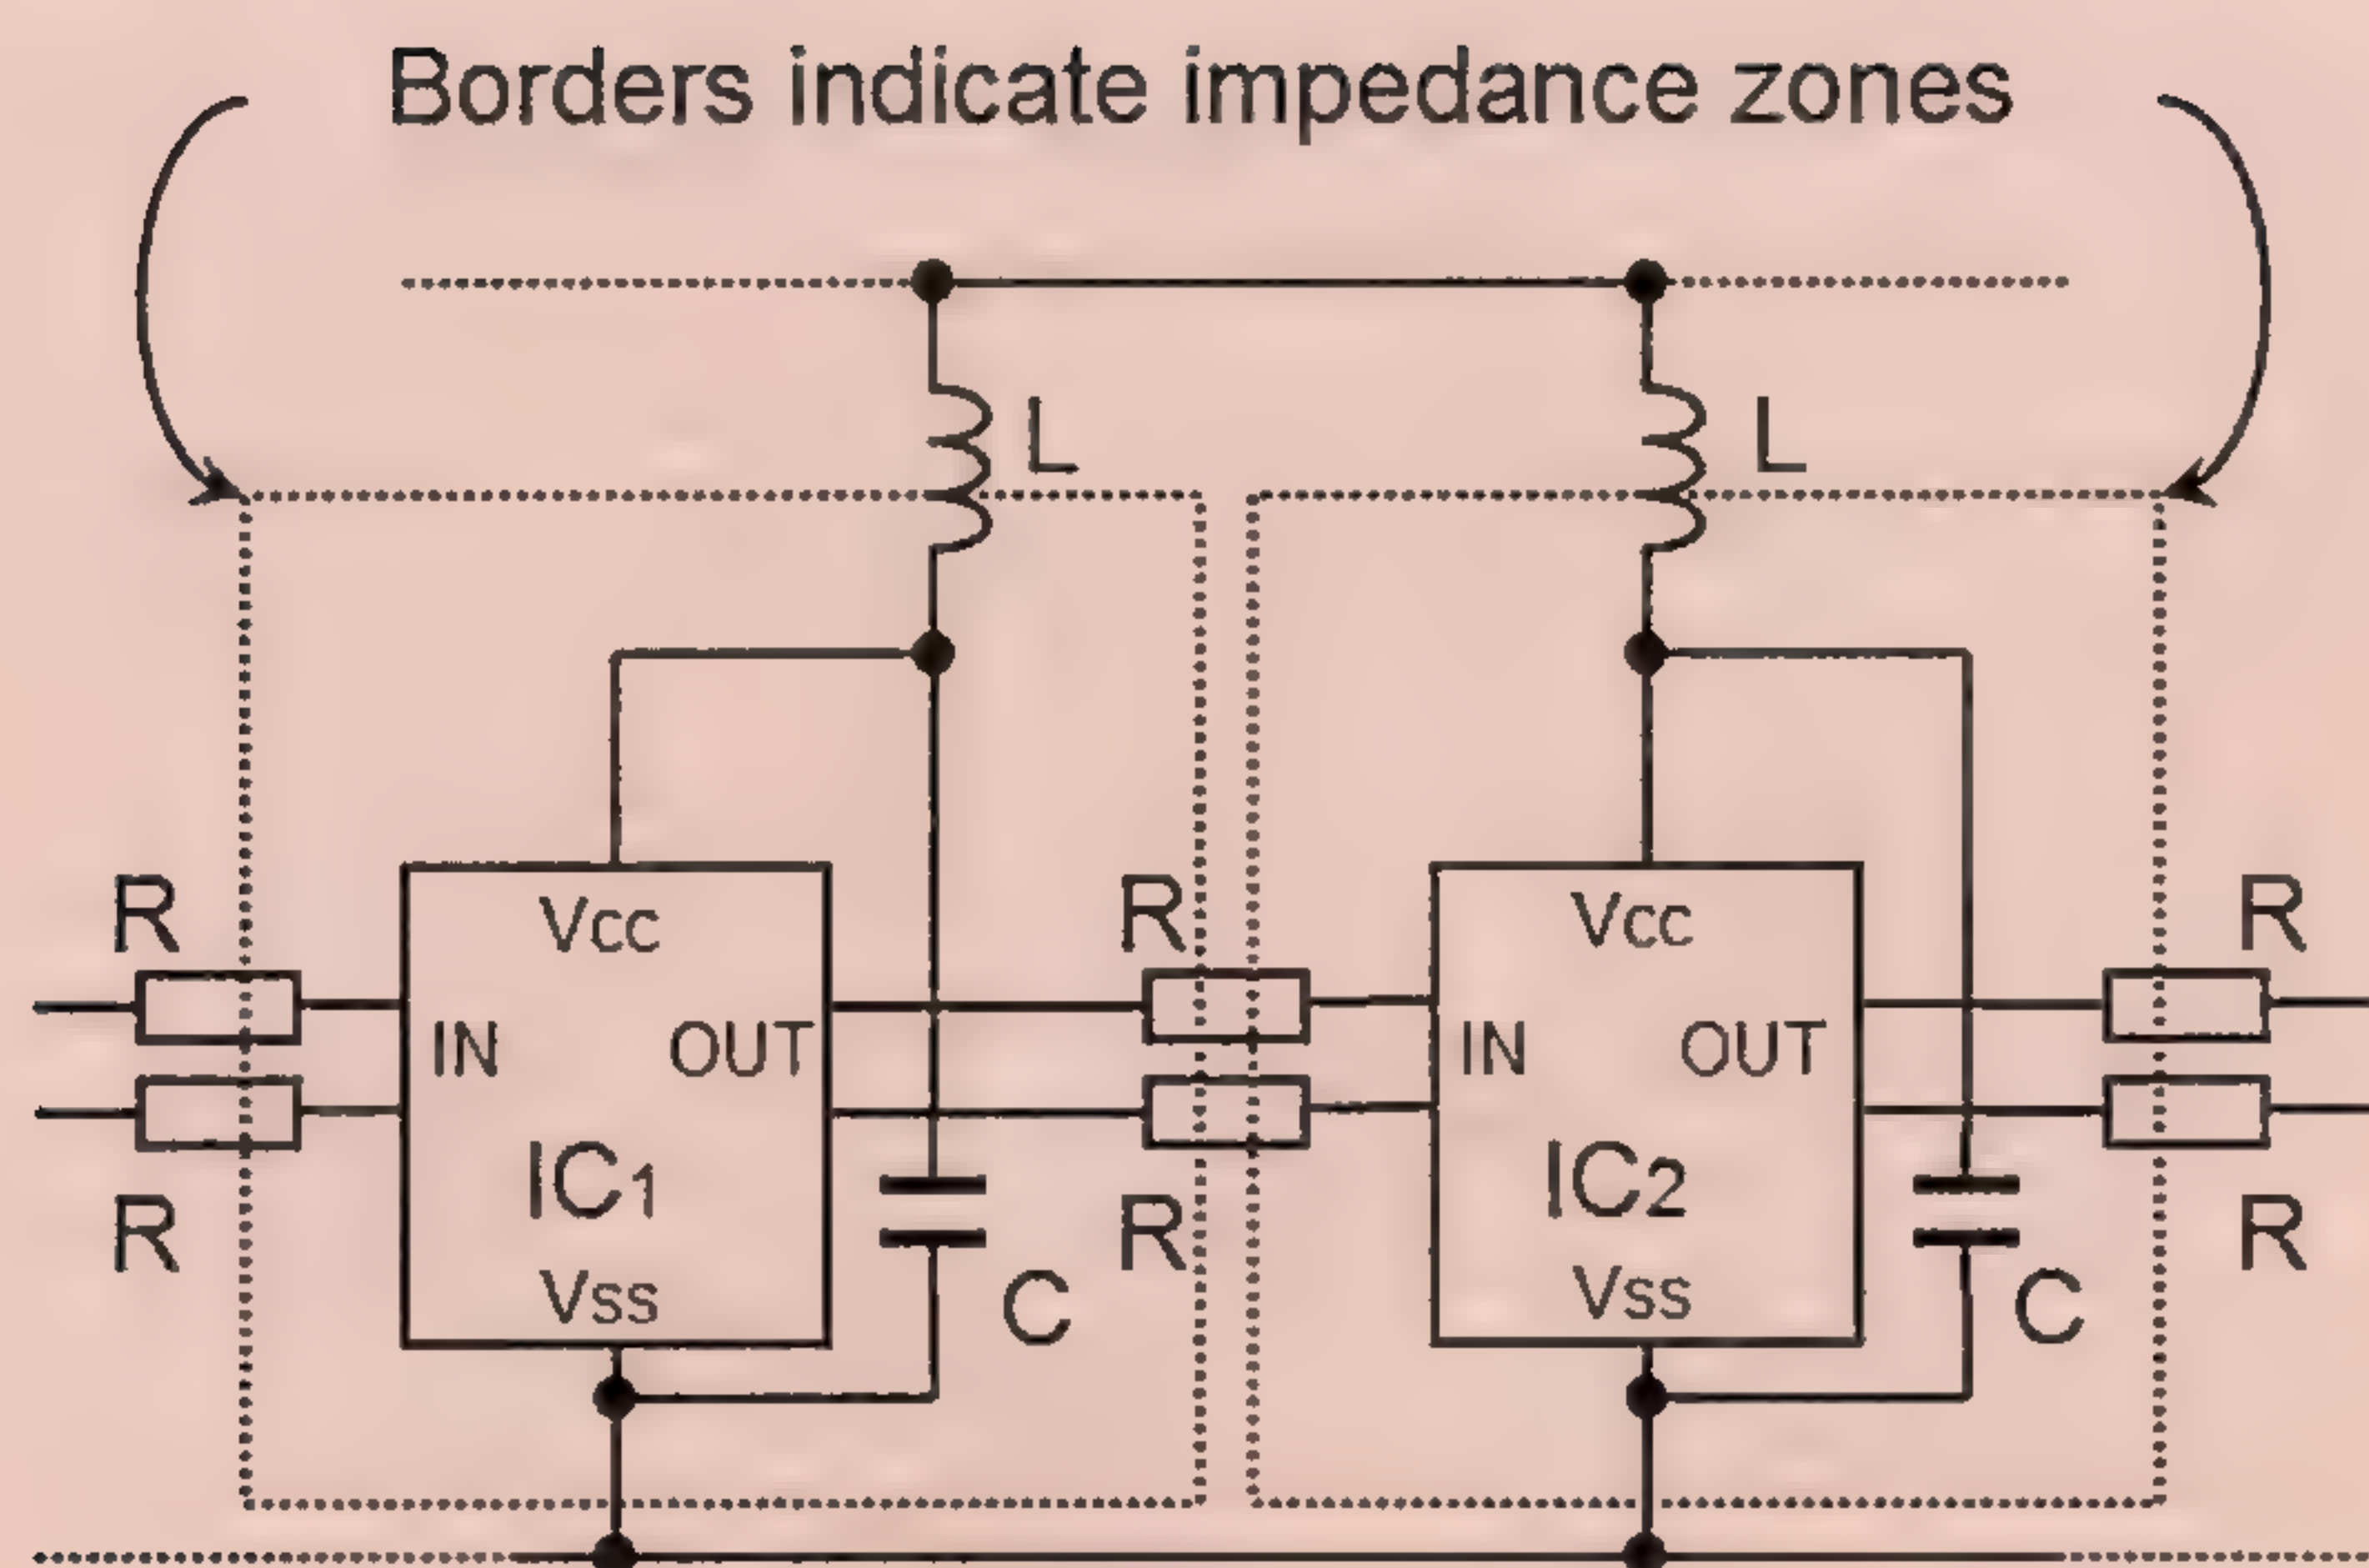 Borders indicate impedance zones
L L
R Vcc R Vcc R
IN OUT IN OUT
IC1 IC2
R Vss R C Vss R C